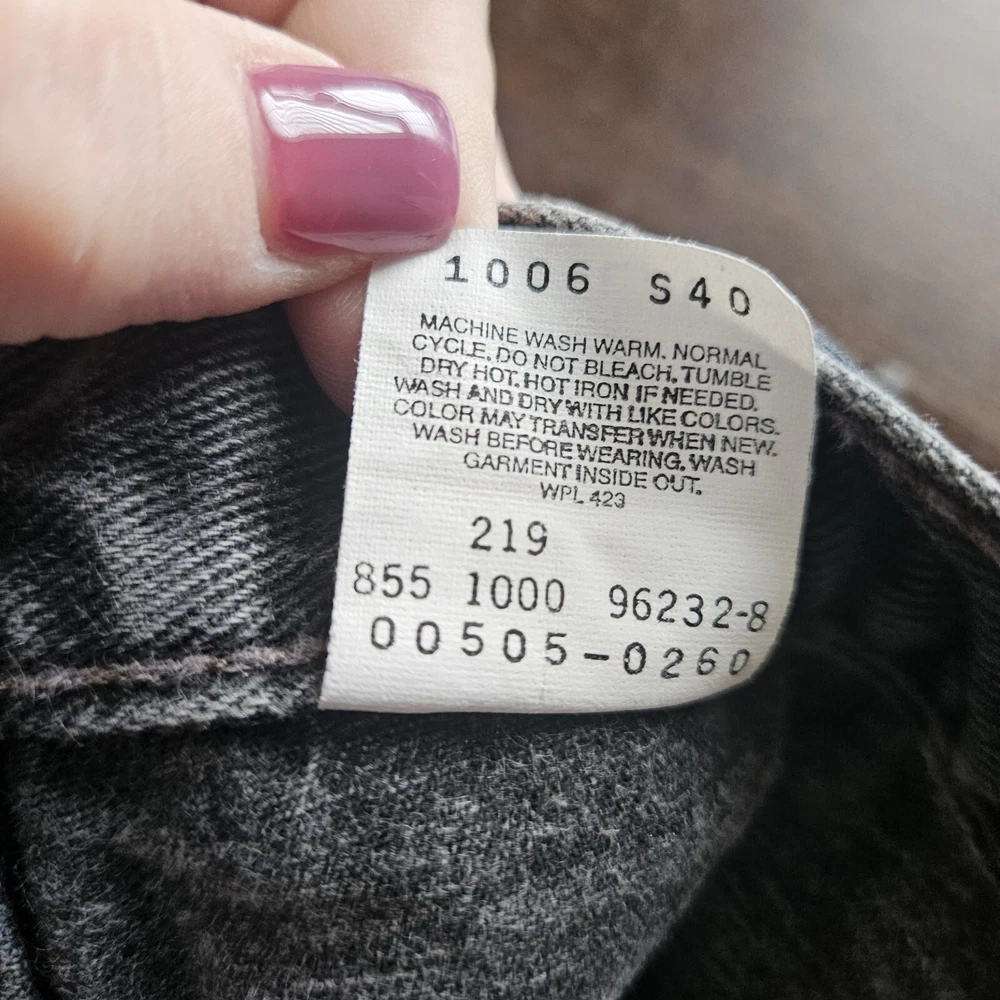 1006 S40
MACHINE WASH WARM. NORMAL
CYCLE. DO NOT BLEACH. TUMBLE
DRY HOT. HOT IRON IF NEEDED.
WASH AND DRY WITH LIKE COLORS.
COLOR MAY TRANSFER WHEN NEW.
WASH BEFORE WEARING. WASH
GARMENT INSIDE OUT.
WPL 423
219
855 1000 96232-8
00505-0260